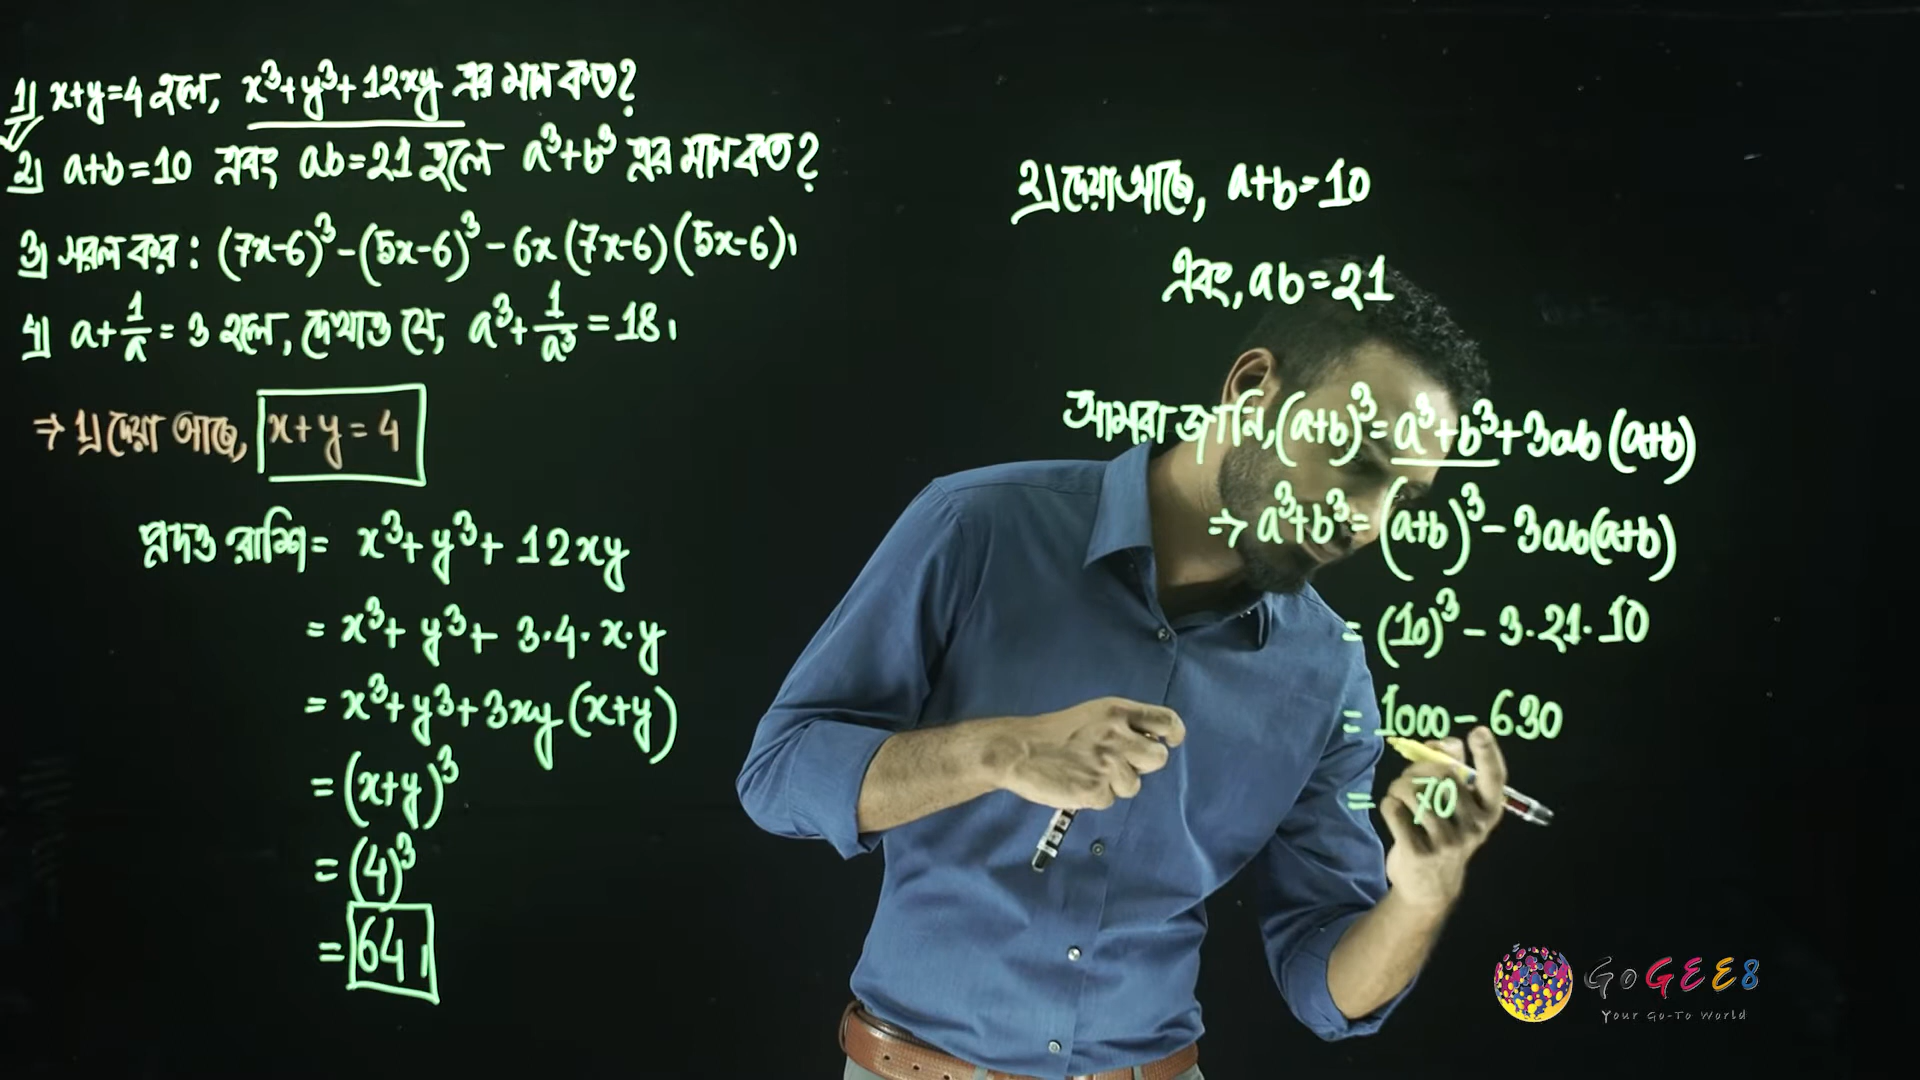 ১। x+y=4 হলে, x³+y³+12xy এর মান কত?
২। a+b=10 এবং ab=21 হলে a³+b³ এর মান কত?
৩। সরল কর: (7x-6)³-(5x-6)³-6x(7x-6)(5x-6)।
৪। a+1/a=3 হলে, দেখাও যে, a³+1/a³=18।
⇒ ১। দেয়া আছে, x+y=4
প্রদত্ত রাশি= x³+y³+12xy
= x³+y³+3·4·x·y
= x³+y³+3xy(x+y)
= (x+y)³
= (4)³
= 64।
২। দেয়া আছে, a+b=10
এবং, ab=21
আমরা জানি, (a+b)³=a³+b³+3ab(a+b)
⇒ a³+b³=(a+b)³-3ab(a+b)
= (10)³-3·21·10
= 1000-630
= 70
GoGEE8
Your Go-To World